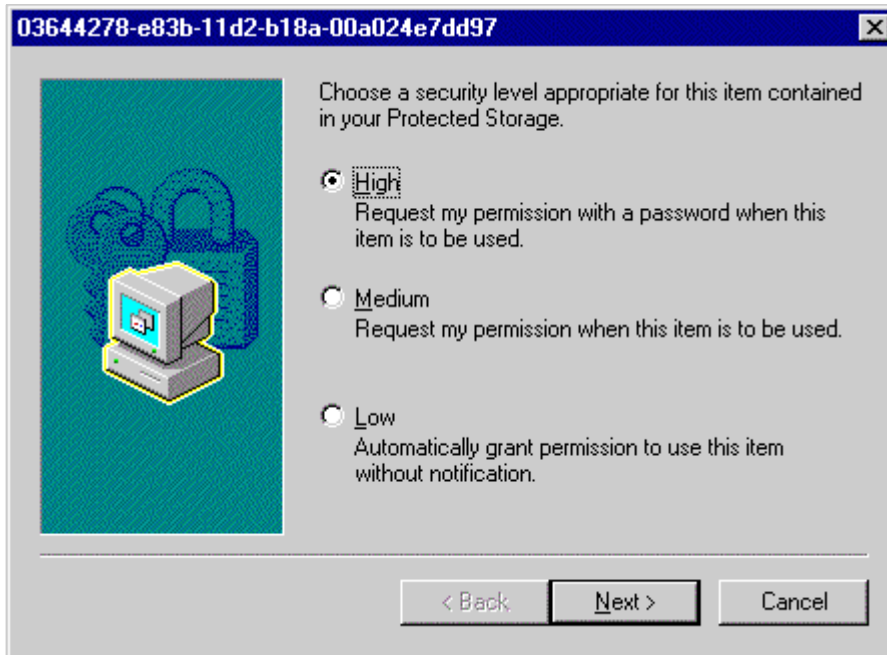 03644278-e83b-11d2-b18a-00a024e7dd97
Choose a security level appropriate for this item contained
in your Protected Storage.
High
Request my permission with a password when this
item is to be used.
Medium
Request my permission when this item is to be used.
Low
Automatically grant permission to use this item
without notification.
< Back
Next >
Cancel